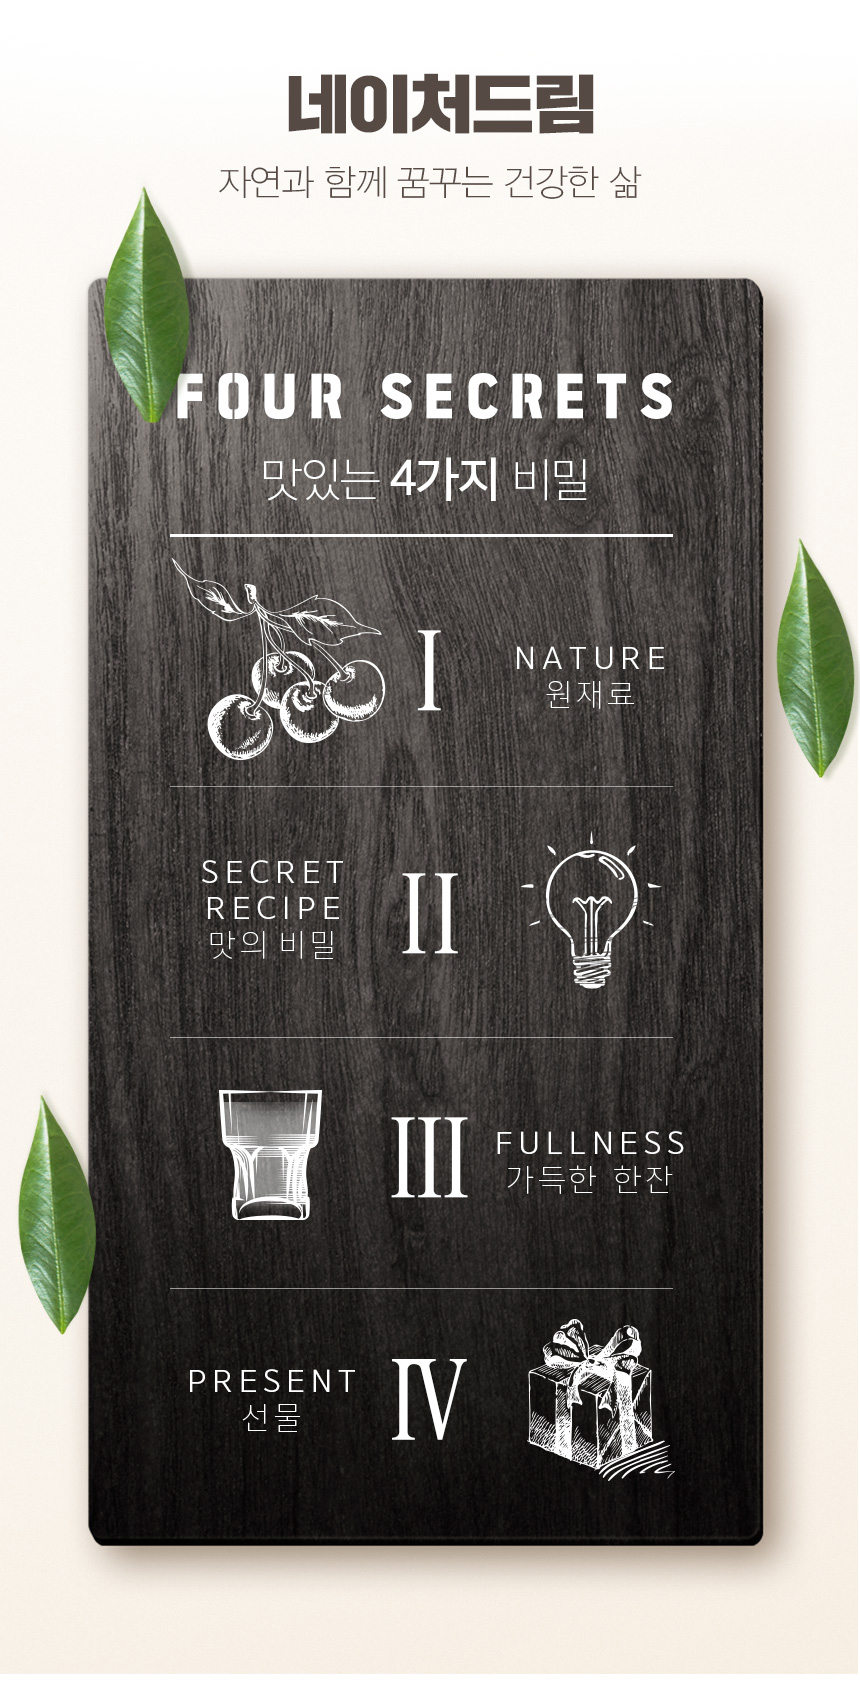 네이처드림
자연과 함께 꿈꾸는 건강한 삶
FOUR SECRETS
맛있는 4가지 비밀
I
NATURE
원재료
SECRET
RECIPE
맛의 비밀
II
III
FULLNESS
가득한 한잔
PRESENT
선물
IV